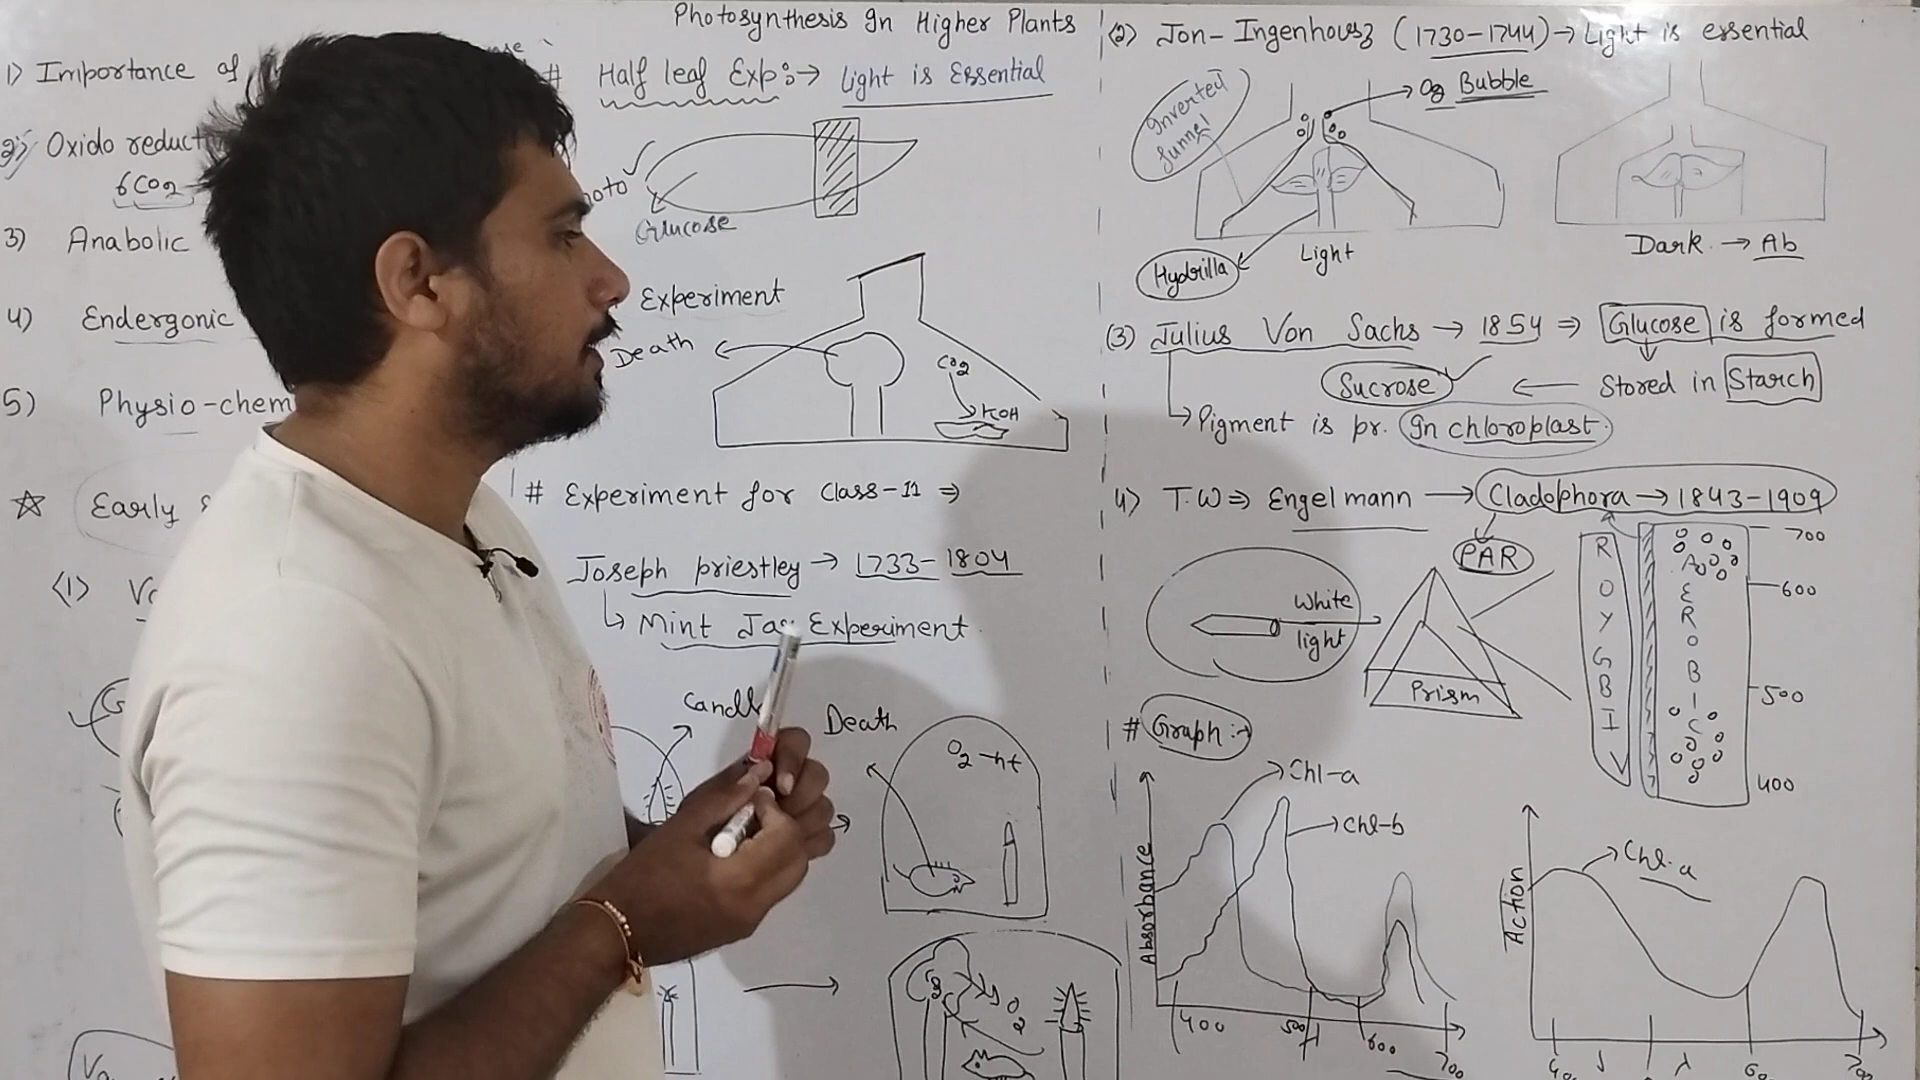 Photosynthesis In Higher Plants
1) Importance of
2) Oxido reduct
6CO2
3) Anabolic
4) Endergonic
5) Physio-chem
☆ Early
(1)
# Half leaf Exp:→ Light is Essential
hoto ✓
Glucose
Experiment
Death
CO2
KOH
# Experiment for Class-11 ⇒
Joseph priestley → 1733-1804
↳ Mint Jar Experiment
Candle
Death
O2
(2) Jon-Ingenhousz (1730-1744) → Light is essential
Inverted funnel
O2 Bubble
Hydrilla
Light
Dark → Ab
(3) Julius Von Sachs → 1854 ⇒ Glucose is formed
Sucrose ← Stored in Starch
↳ Pigment is pr. In chloroplast.
4) T.W ⇒ Engelmann → Cladophora → 1843-1909
PAR
White light
Prism
R O Y G B I V
AEROBIC
700
600
500
400
# Graph :→
Absorbance
Chl-a
Chl-b
400 500 600 700
Action
Chl-a
λ